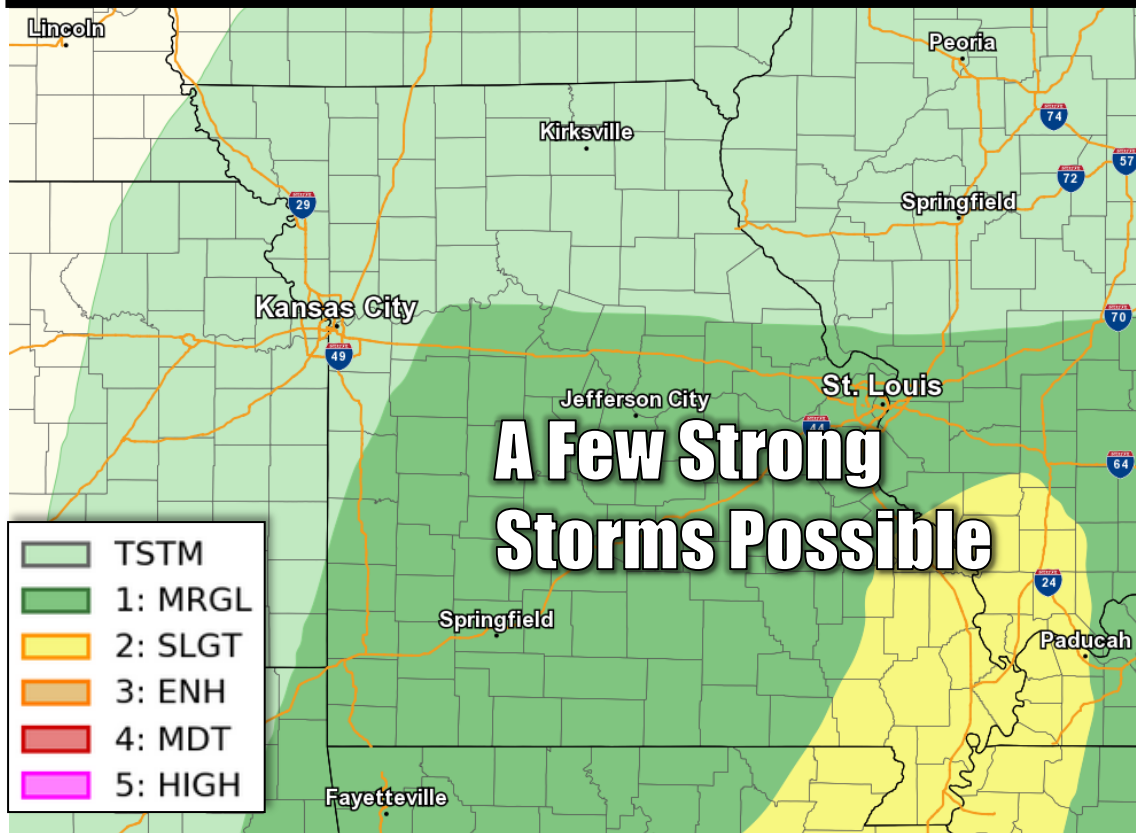 Lincoln
Peoria
74
Kirksville
57
72
29
Springfield
Kansas City
70
49
St. Louis
Jefferson City
44
A Few Strong
64
Storms Possible
24
TSTM
1: MRGL
Springfield
2: SLGT
Paducah
3: ENH
4: MDT
5: HIGH
Fayetteville